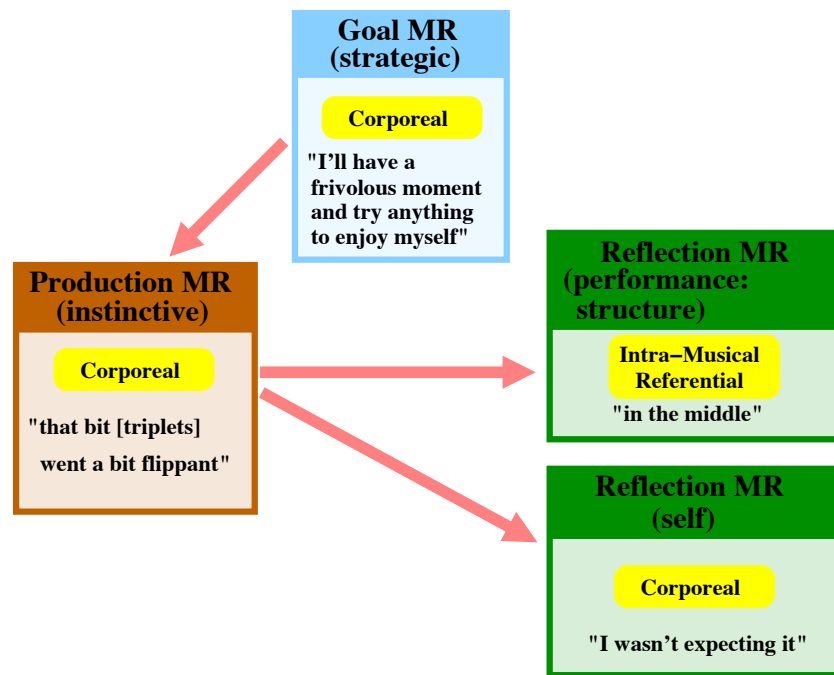 Goal MR
(strategic)
Corporeal
"I'll have a
frivolous moment
and try anything
to enjoy myself"
Production MR
(instinctive)
Corporeal
"that bit [triplets]
went a bit flippant"
Reflection MR
(performance:
structure)
Intra−Musical
Referential
"in the middle"
Reflection MR
(self)
Corporeal
"I wasn't expecting it"